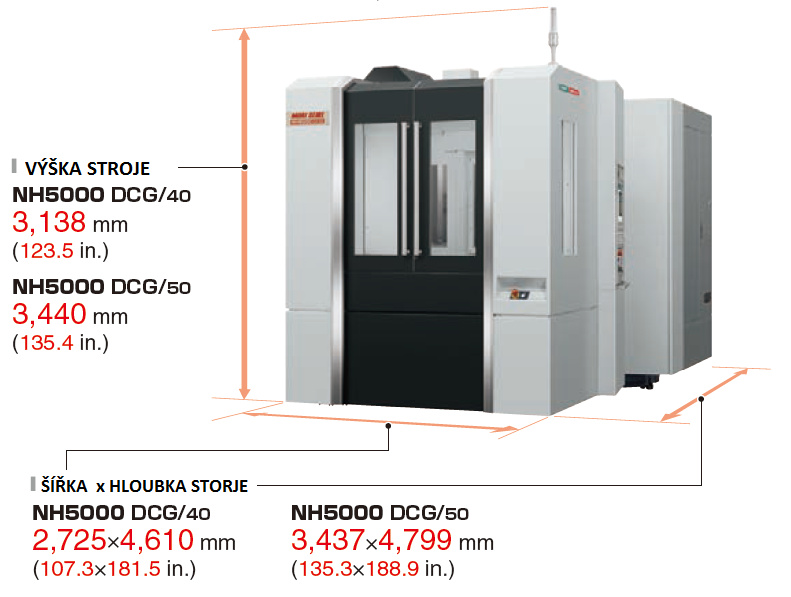 MORI SEIKI
VÝŠKA STROJE
NH5000 DCG/40
3,138 mm
(123.5 in.)
NH5000 DCG/50
3,440 mm
(135.4 in.)
ŠÍŘKA x HLOUBKA STORJE
NH5000 DCG/40
2,725×4,610 mm
(107.3×181.5 in.)
NH5000 DCG/50
3,437×4,799 mm
(135.3×188.9 in.)